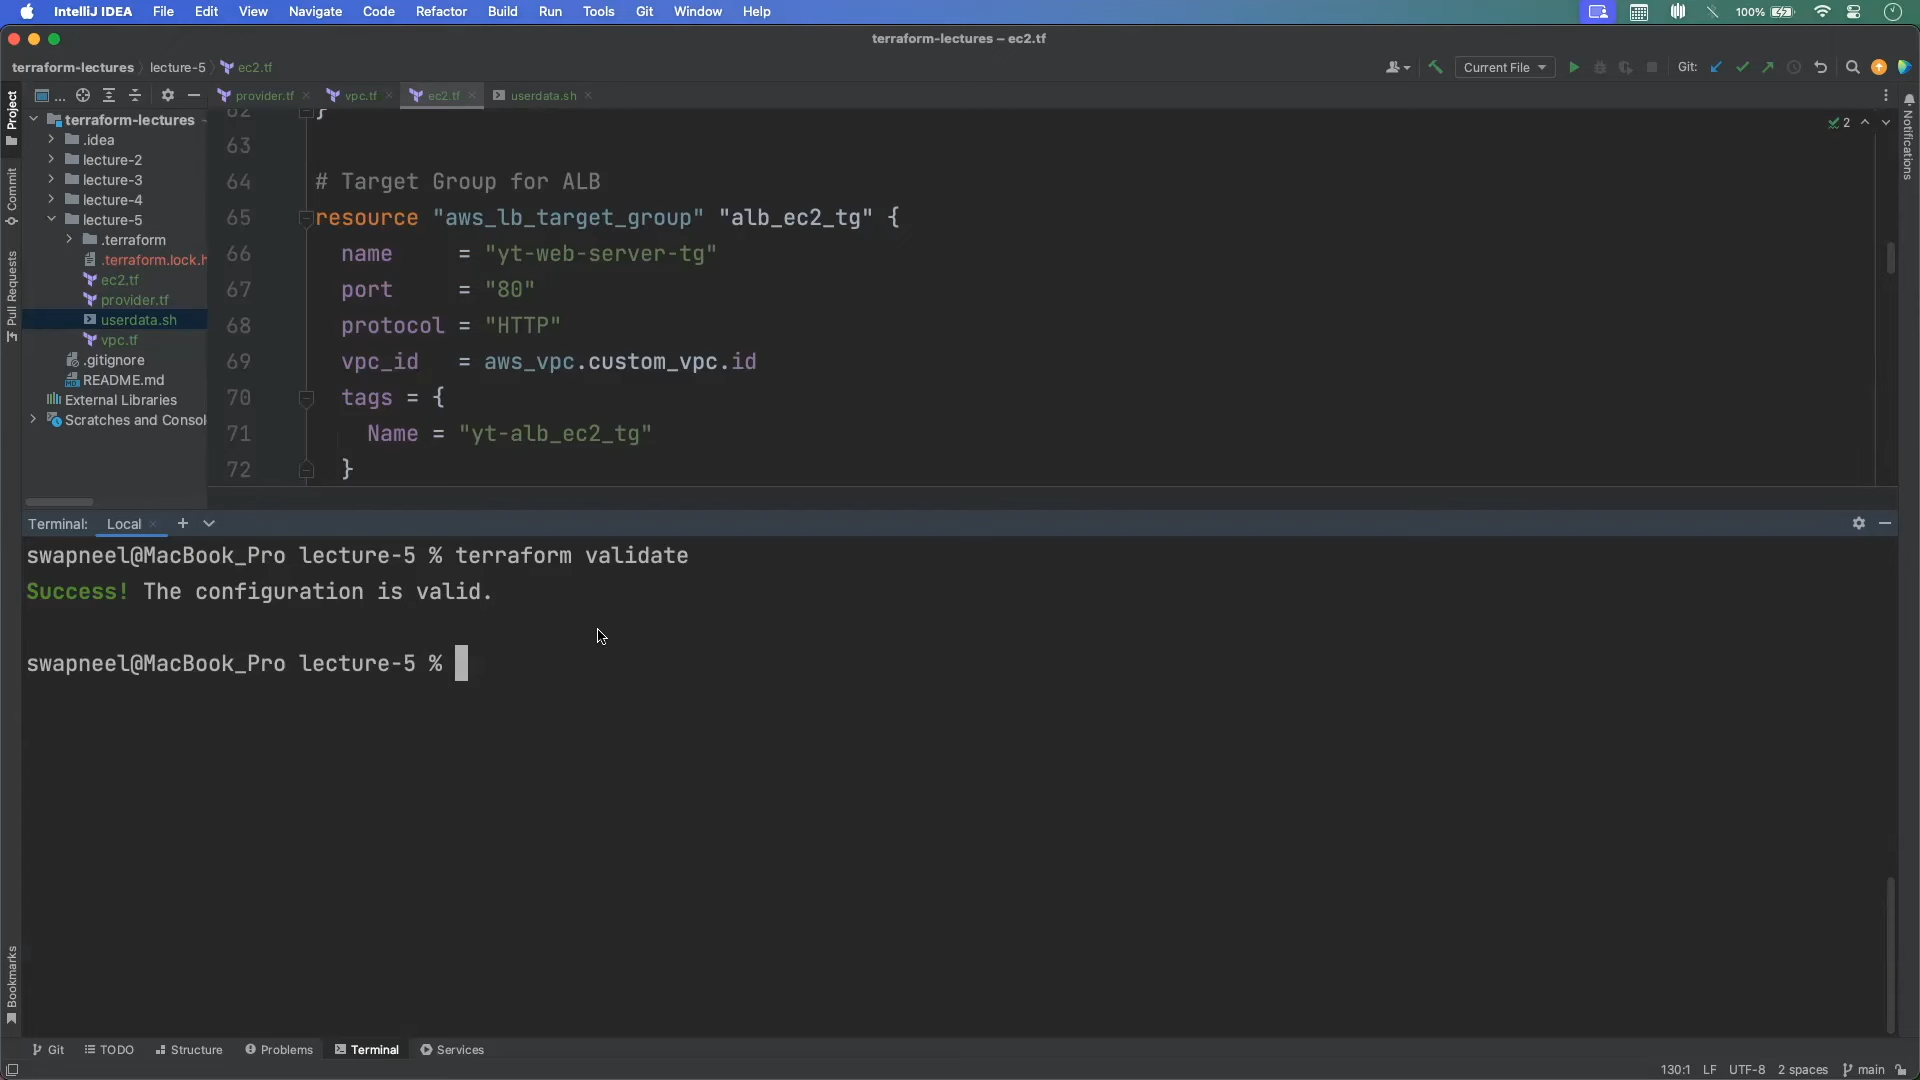 IntelliJ IDEA File Edit View Navigate Code Refactor Build Run Tools Git Window Help 100%
terraform-lectures – ec2.tf
terraform-lectures lecture-5 ec2.tf Current File Git:
Project ... provider.tf vpc.tf ec2.tf userdata.sh
terraform-lectures
.idea
lecture-2
lecture-3
lecture-4
lecture-5
.terraform
.terraform.lock.h
ec2.tf
provider.tf
userdata.sh
vpc.tf
.gitignore
README.md
External Libraries
Scratches and Consol
Commit
Pull Requests
Bookmarks
Notifications
2
62 }
63
64 # Target Group for ALB
65 resource "aws_lb_target_group" "alb_ec2_tg" {
66 name = "yt-web-server-tg"
67 port = "80"
68 protocol = "HTTP"
69 vpc_id = aws_vpc.custom_vpc.id
70 tags = {
71 Name = "yt-alb_ec2_tg"
72 }
Terminal: Local
swapneel@MacBook_Pro lecture-5 % terraform validate
Success! The configuration is valid.
swapneel@MacBook_Pro lecture-5 %
Git TODO Structure Problems Terminal Services
130:1 LF UTF-8 2 spaces main